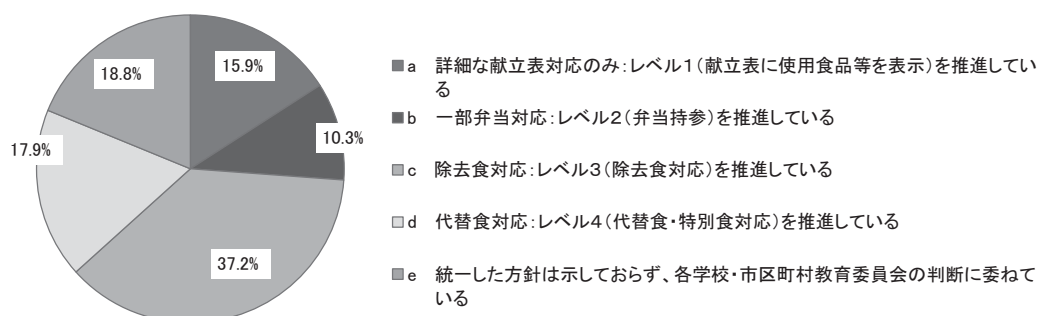 18.8%
15.9%
10.3%
17.9%
37.2%
a 詳細な献立表対応のみ:レベル1(献立表に使用食品等を表示)を推進してい
る
b 一部弁当対応:レベル2(弁当持参)を推進している
c 除去食対応:レベル3(除去食対応)を推進している
d 代替食対応:レベル4(代替食・特別食対応)を推進している
e 統一した方針は示しておらず、各学校・市区町村教育委員会の判断に委ねて
いる